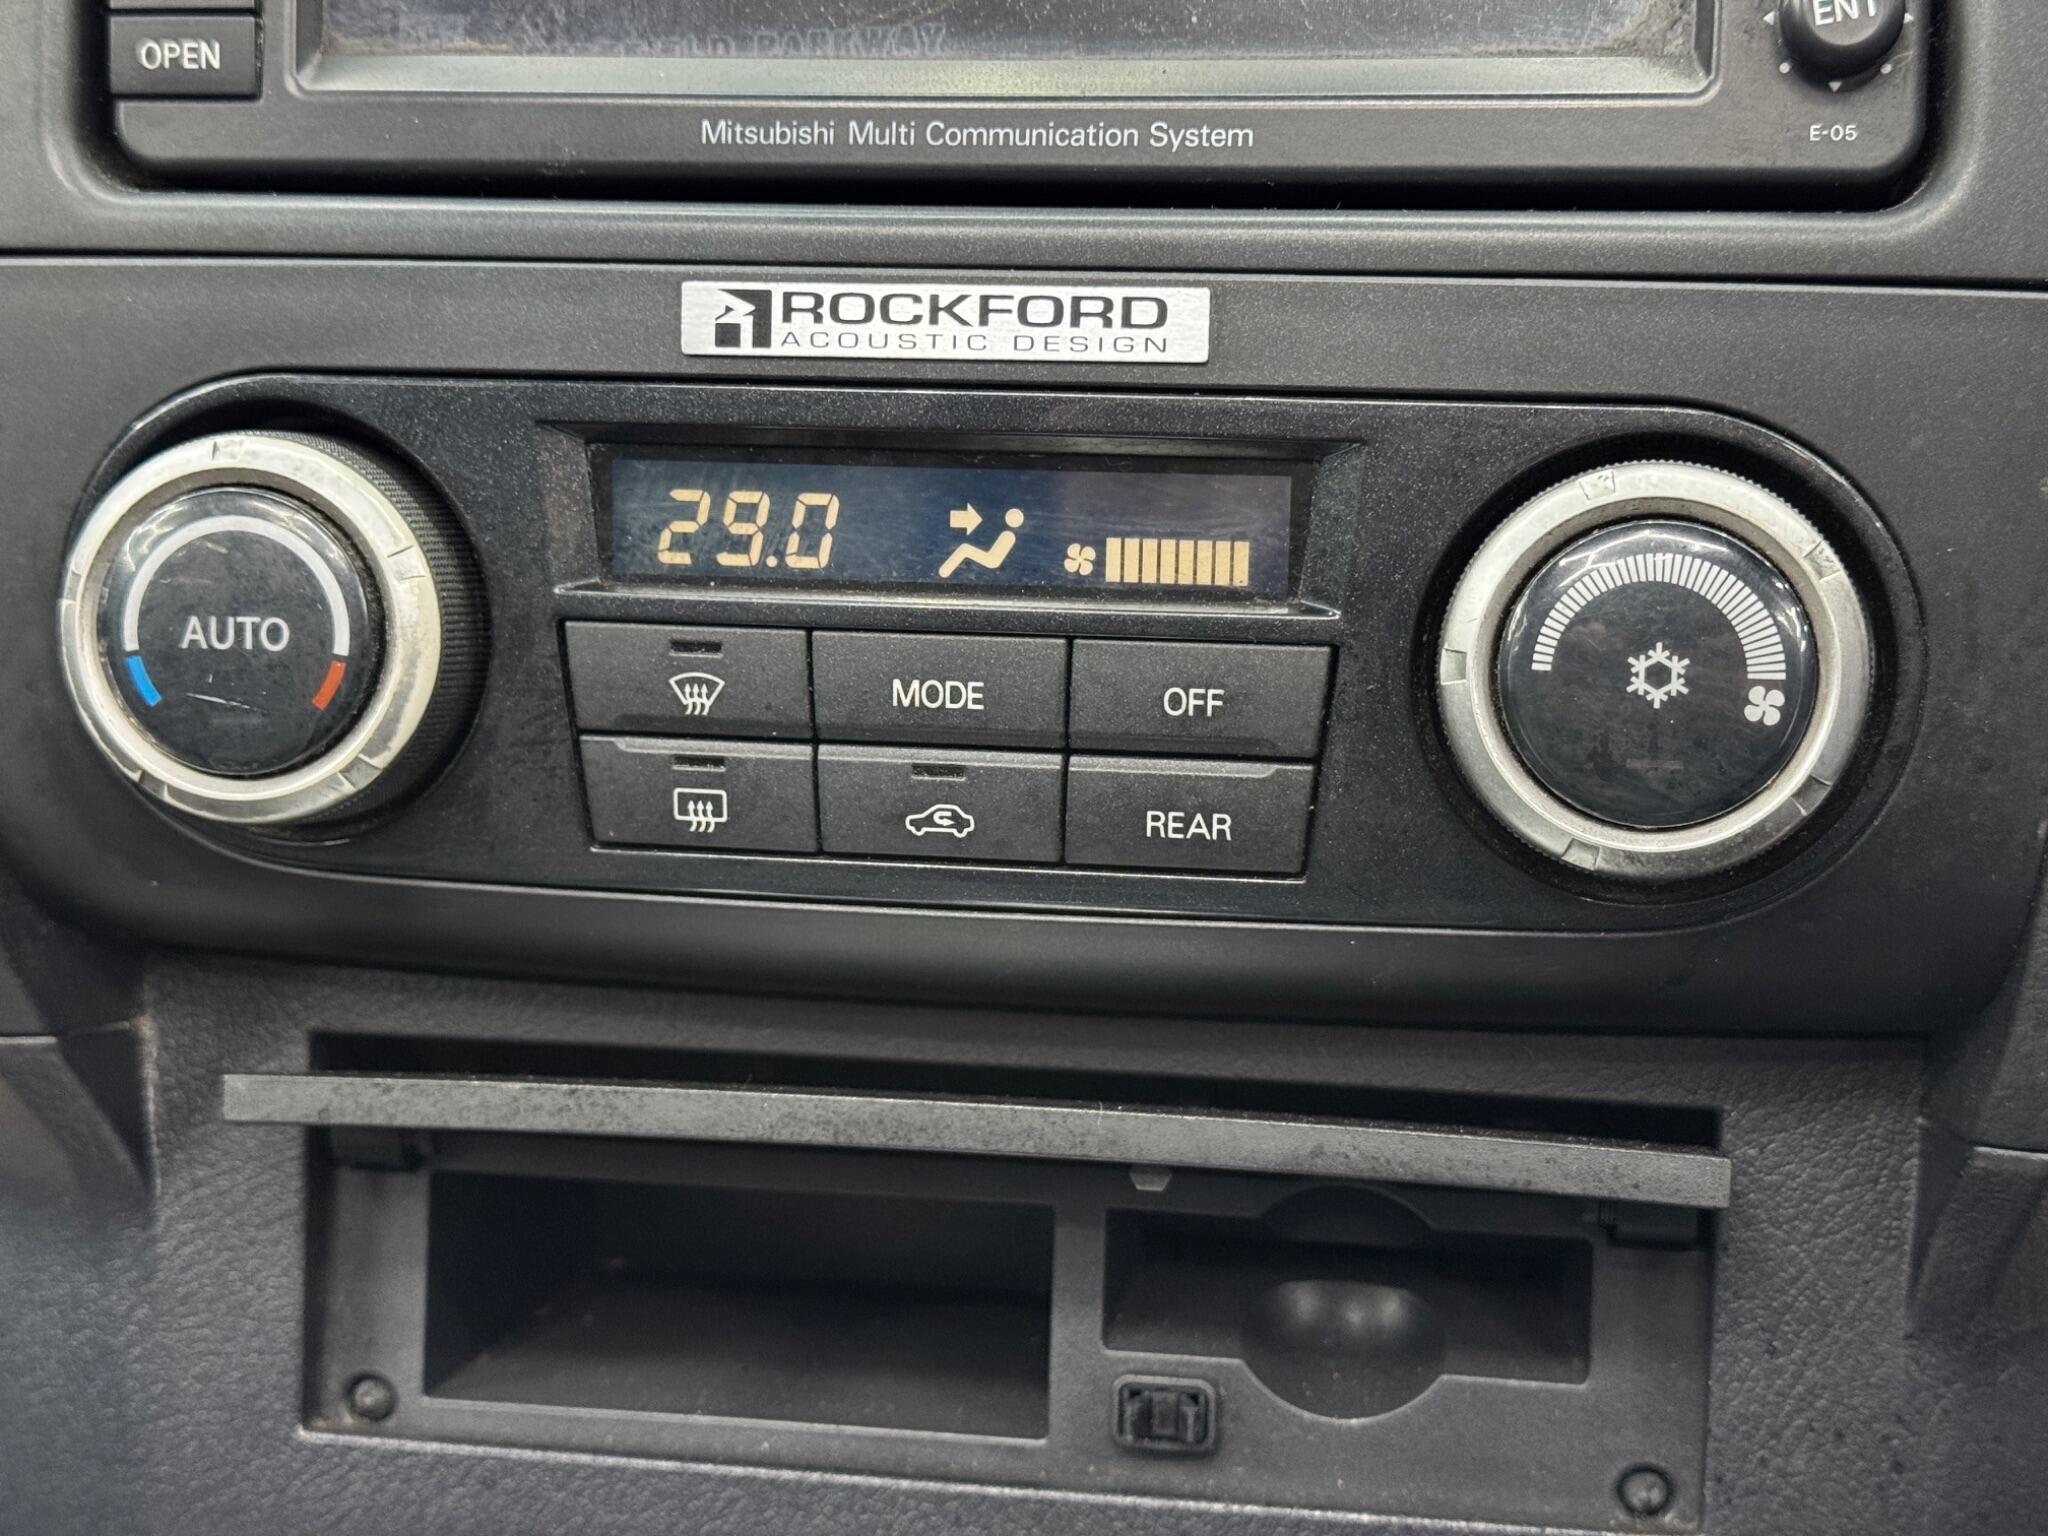 OPEN
ENT
Mitsubishi Multi Communication System
E-05
ROCKFORD
ACOUSTIC DESIGN
29.0
AUTO
MODE
OFF
REAR